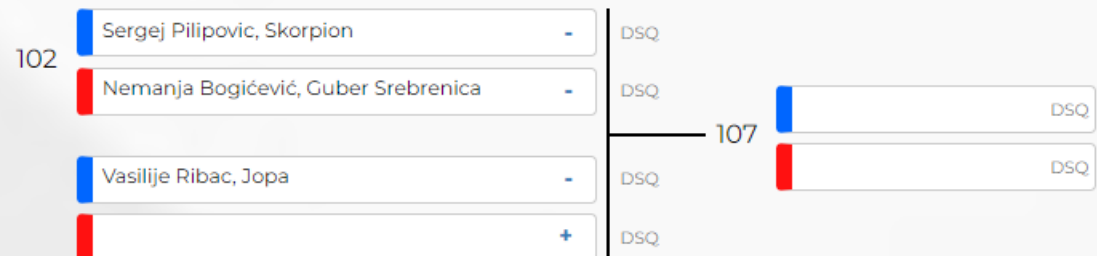 Sergej Pilipovic, Skorpion - DSQ
102
Nemanja Bogićević, Guber Srebrenica - DSQ
DSQ
107
DSQ
Vasilije Ribac, Jopa - DSQ
+ DSQ